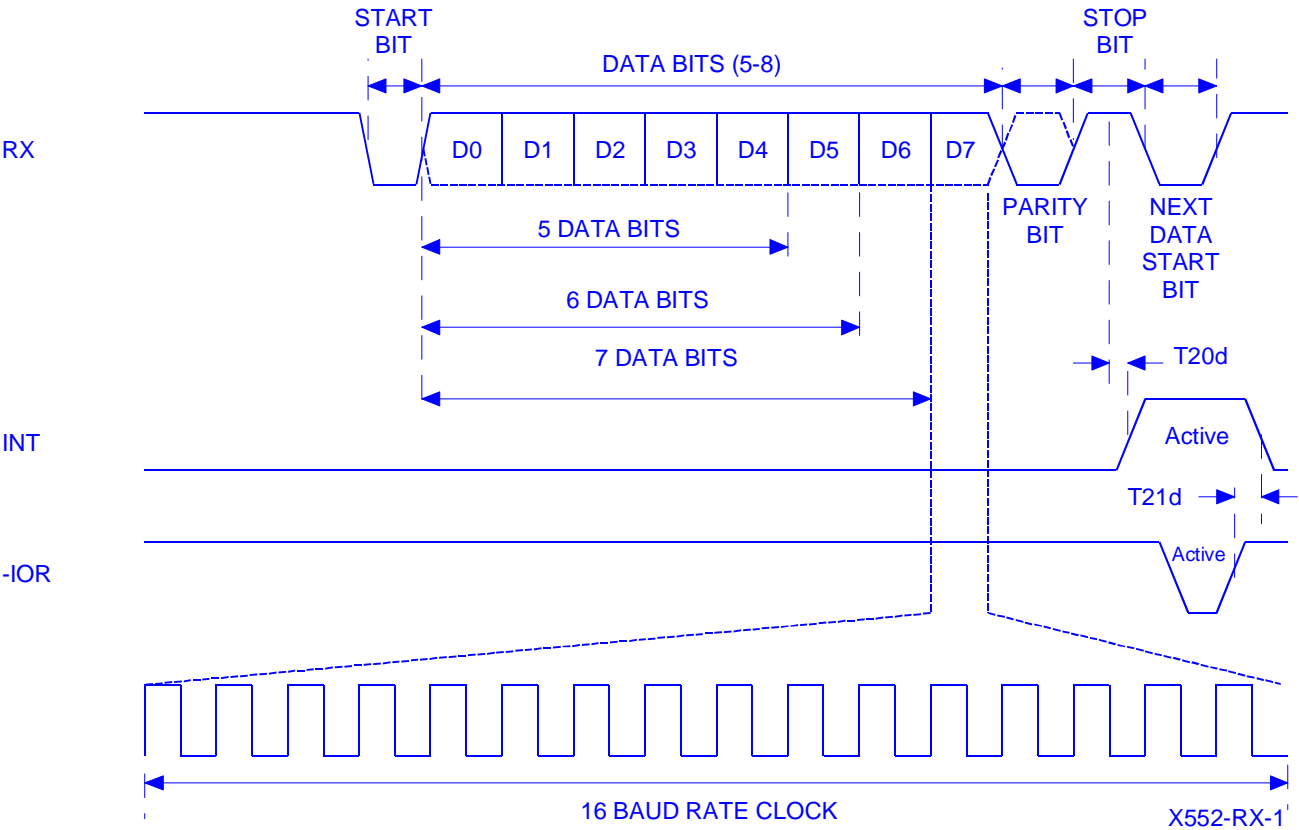 START
BIT
STOP
BIT
DATA BITS (5-8)
RX
D0 D1 D2 D3 D4 D5 D6 D7
PARITY
BIT
NEXT
DATA
START
BIT
5 DATA BITS
6 DATA BITS
7 DATA BITS
T20d
INT
Active
T21d
-IOR
Active
16 BAUD RATE CLOCK
X552-RX-1